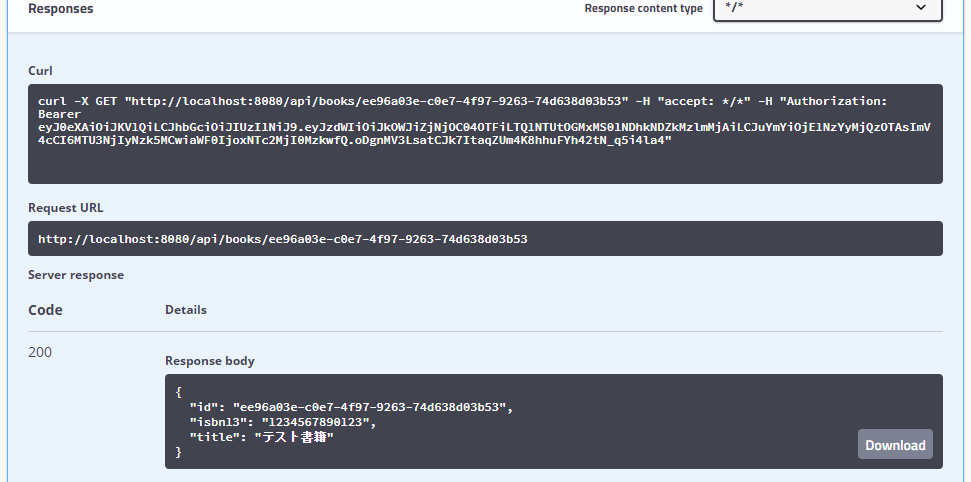 Responses
Response content type
*/*
Curl
curl -X GET "http://localhost:8080/api/books/ee96a03e-c0e7-4f97-9263-74d638d03b53" -H "accept: */*" -H "Authorization:
Bearer
eyJ0eXAiOiJKV1QiLCJhbGciOiJIUzI1NiJ9.eyJzdWIiOiJkOWJiZjNjOC04OTFiLTQ1NTUtOGMxMS01NDhkNDZkMzlmMjAiLCJuYmYiOjE1NzYyMjQzOTAsImV
4cCI6MTU3NjIyNzk5MCwiaWF0IjoxNTc2MjI0MzkwfQ.oDgnMV3LsatCJk7ItaqZUm4K8hhuFYh42tN_q5i4la4"
Request URL
http://localhost:8080/api/books/ee96a03e-c0e7-4f97-9263-74d638d03b53
Server response
Code
Details
200
Response body
{
"id": "ee96a03e-c0e7-4f97-9263-74d638d03b53",
"isbn13": "1234567890123",
"title": "テスト書籍"
}
Download